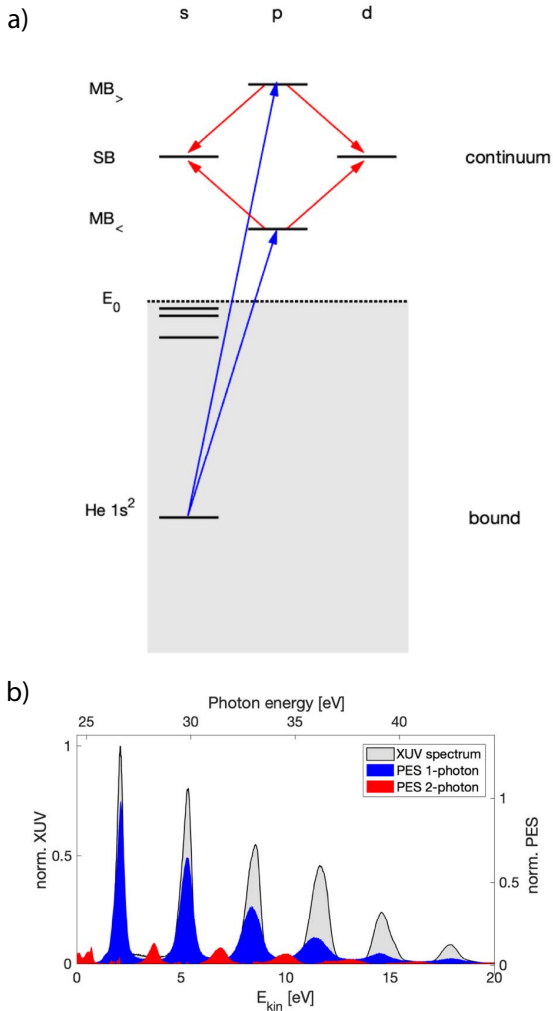 a)
s p d
MB>
SB continuum
MB<
E0
He 1s² bound
b)
Photon energy [eV]
25 30 35 40
XUV spectrum
PES 1-photon
PES 2-photon
norm. XUV
1
0.5
0
norm. PES
1
0.5
0
0 5 10 15 20
Ekin [eV]